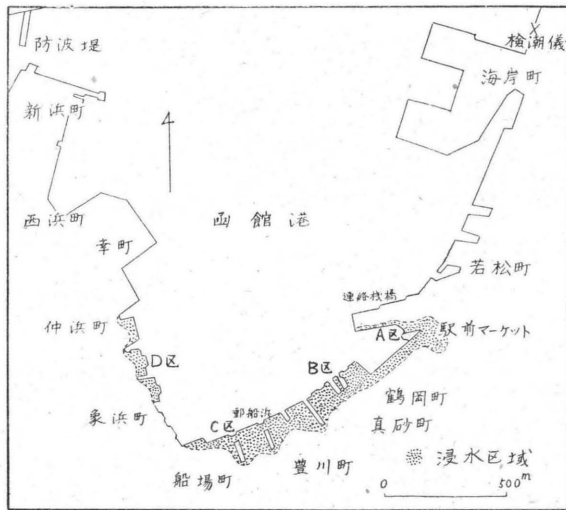 防波堤
検潮儀
海岸町
新浜町
西浜町
函館港
幸町
若松町
連絡桟橋
仲浜町
A区
駅前マーケット
D区
B区
鶴岡町
象浜町
郵船浜
C区
真砂町
浸水区域
豊川町
船場町
0
500m